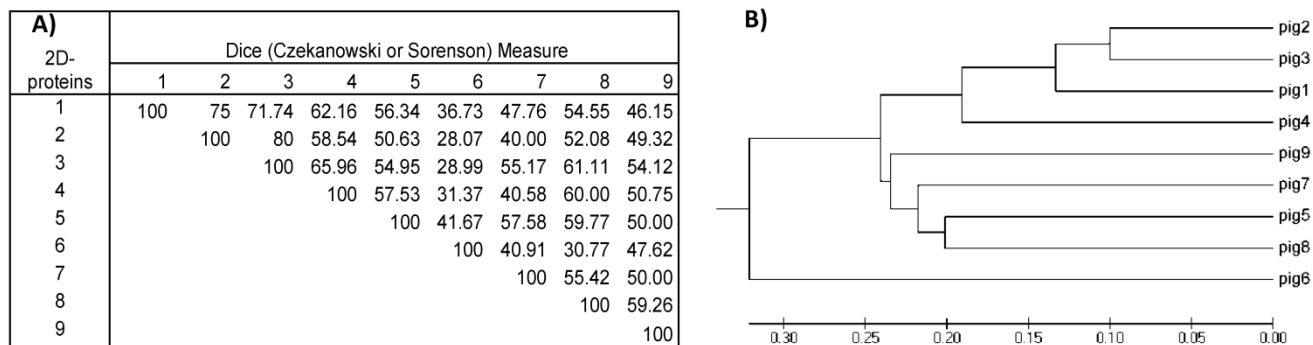 A)
2D-
proteins
Dice (Czekanowski or Sorenson) Measure
1 2 3 4 5 6 7 8 9
1 100 75 71.74 62.16 56.34 36.73 47.76 54.55 46.15
2 100 80 58.54 50.63 28.07 40.00 52.08 49.32
3 100 65.96 54.95 28.99 55.17 61.11 54.12
4 100 57.53 31.37 40.58 60.00 50.75
5 100 41.67 57.58 59.77 50.00
6 100 40.91 30.77 47.62
7 100 55.42 50.00
8 100 59.26
9 100
B)
pig2
pig3
pig1
pig4
pig9
pig7
pig5
pig8
pig6
0.30 0.25 0.20 0.15 0.10 0.05 0.00